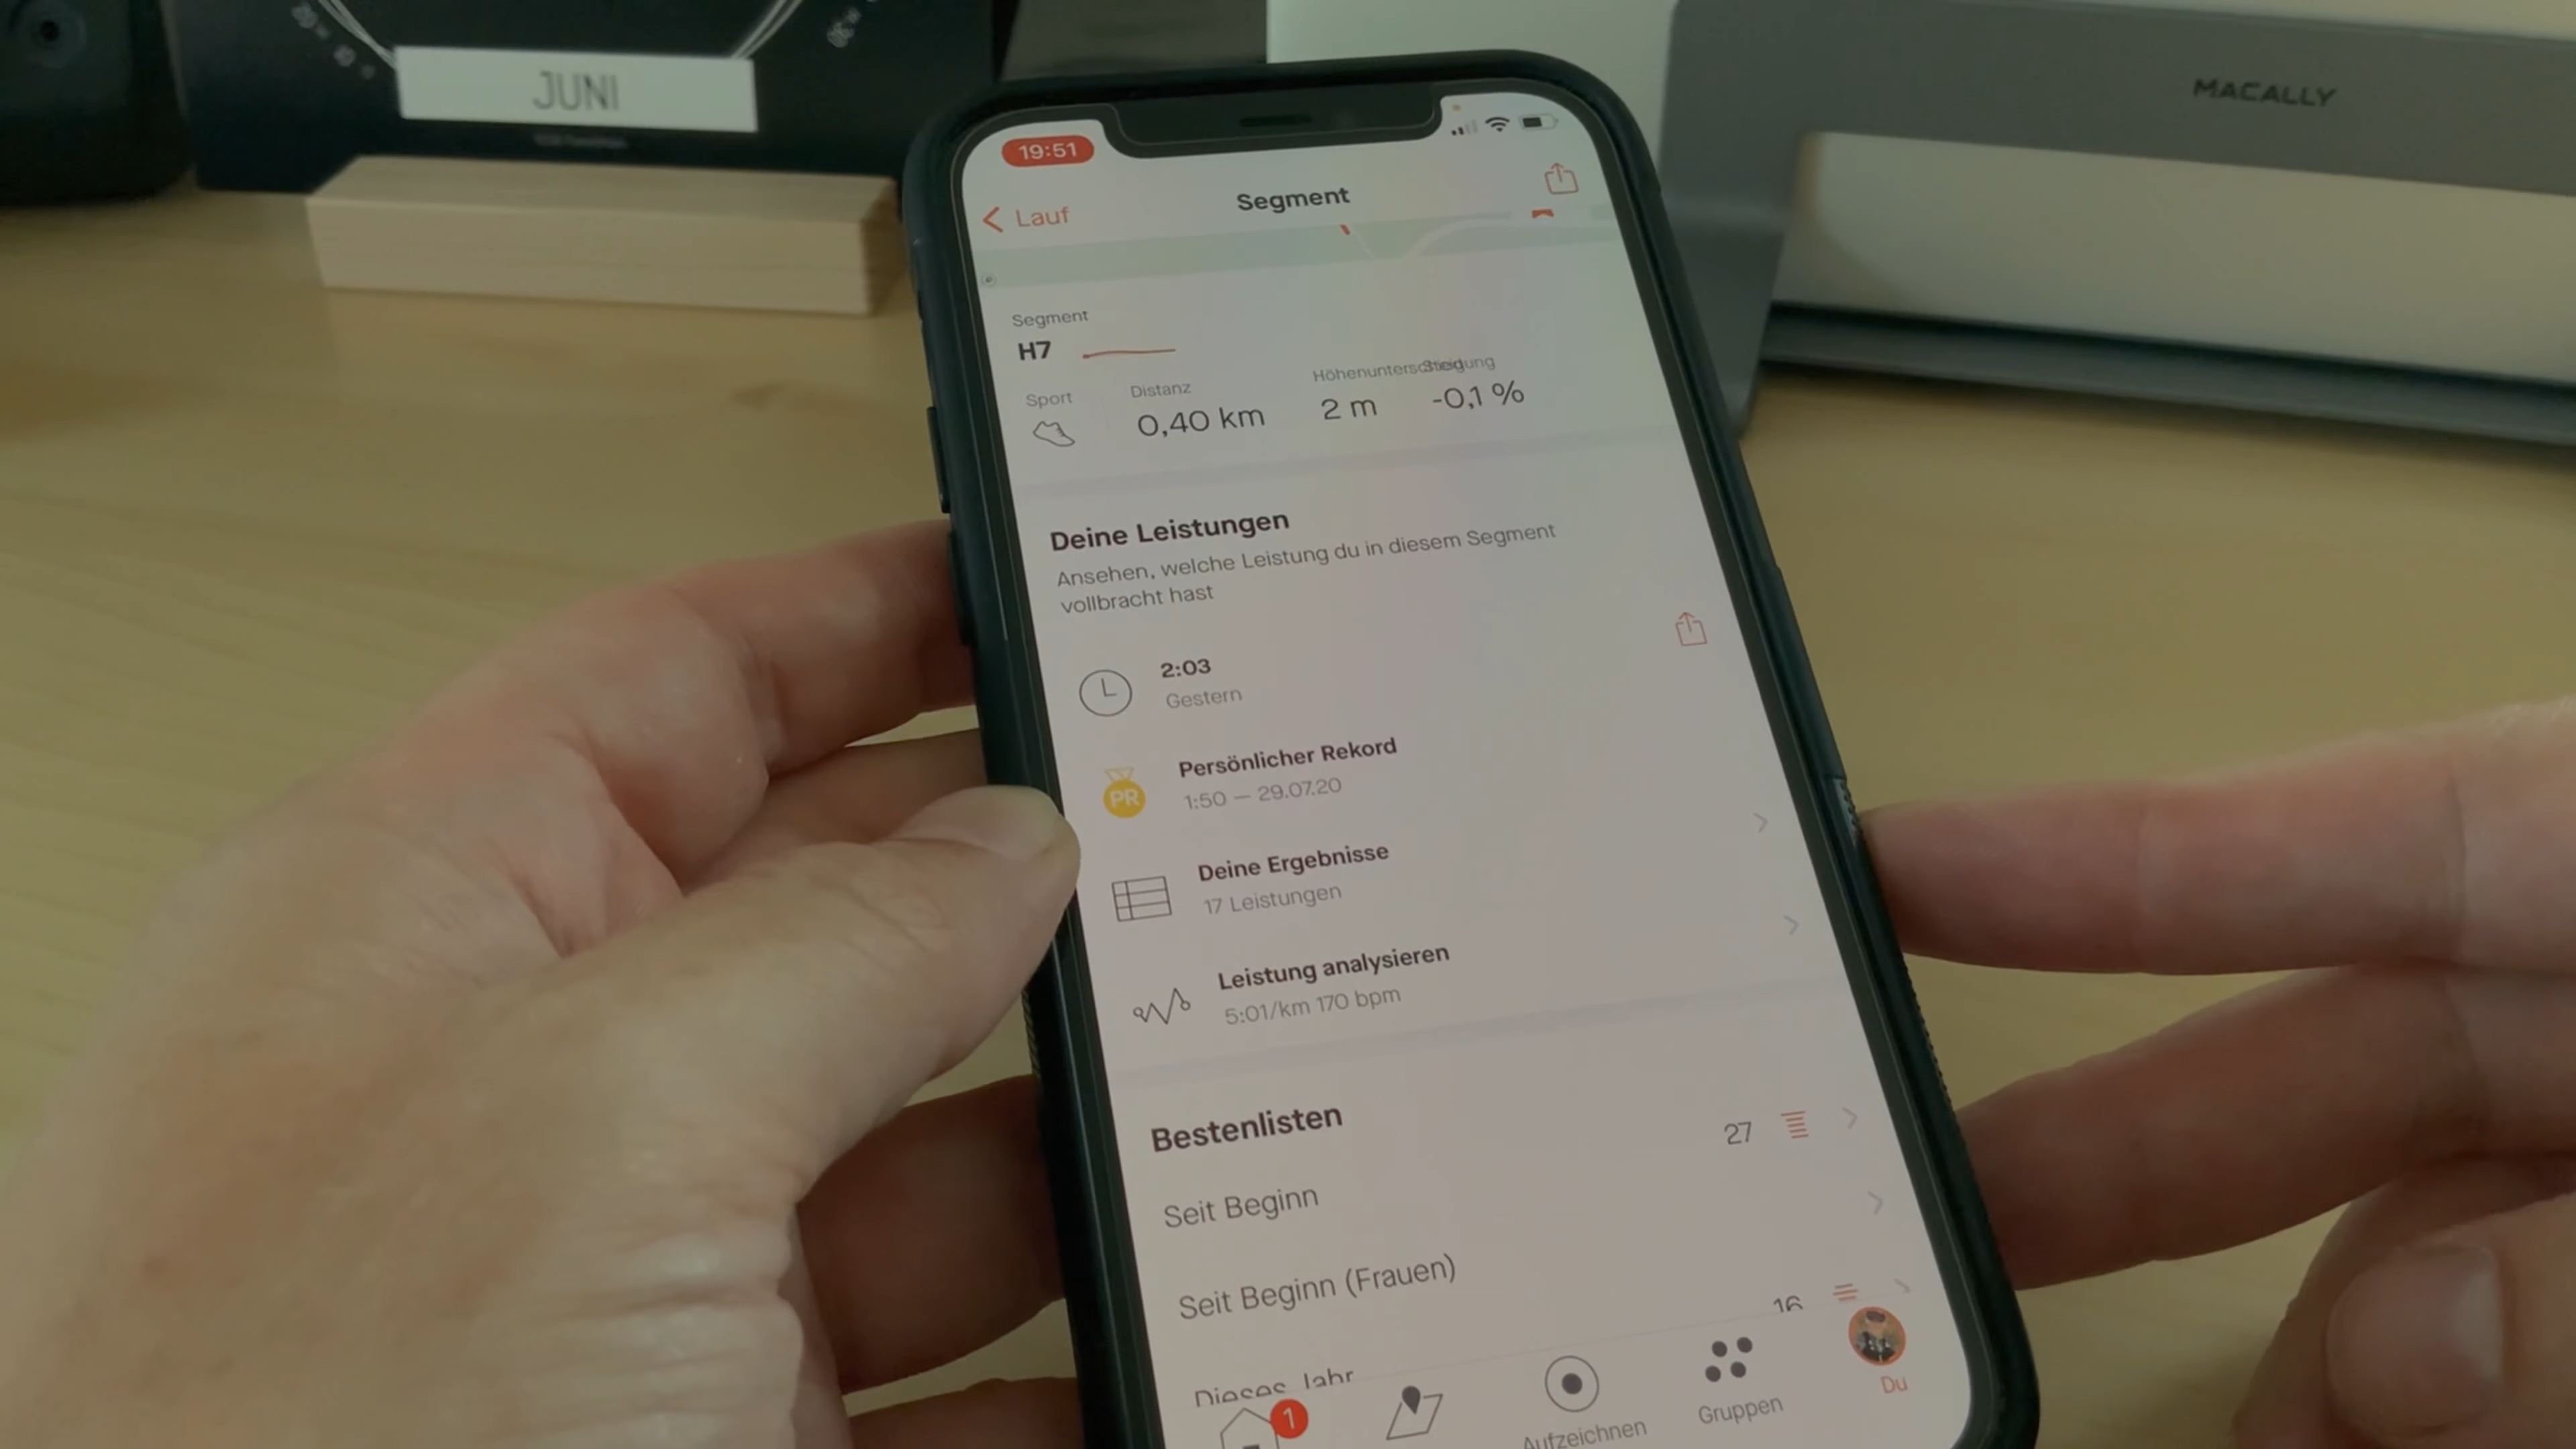 JUNI
MACALLY
19:51
Lauf
Segment
Segment
H7
Sport
Distanz
Steigung
0,40 km
2 m
-0,1 %
Deine Leistungen
Ansehen, welche Leistung du in diesem Segment
vollbracht hast
2:03
Gestern
PR
Persönlicher Rekord
1:50 — 29.07.20
Deine Ergebnisse
17 Leistungen
Leistung analysieren
5:01/km 170 bpm
Bestenlisten
Seit Beginn
27
Seit Beginn (Frauen)
Dieses Jahr
16
1
Aufzeichnen
Gruppen
Du